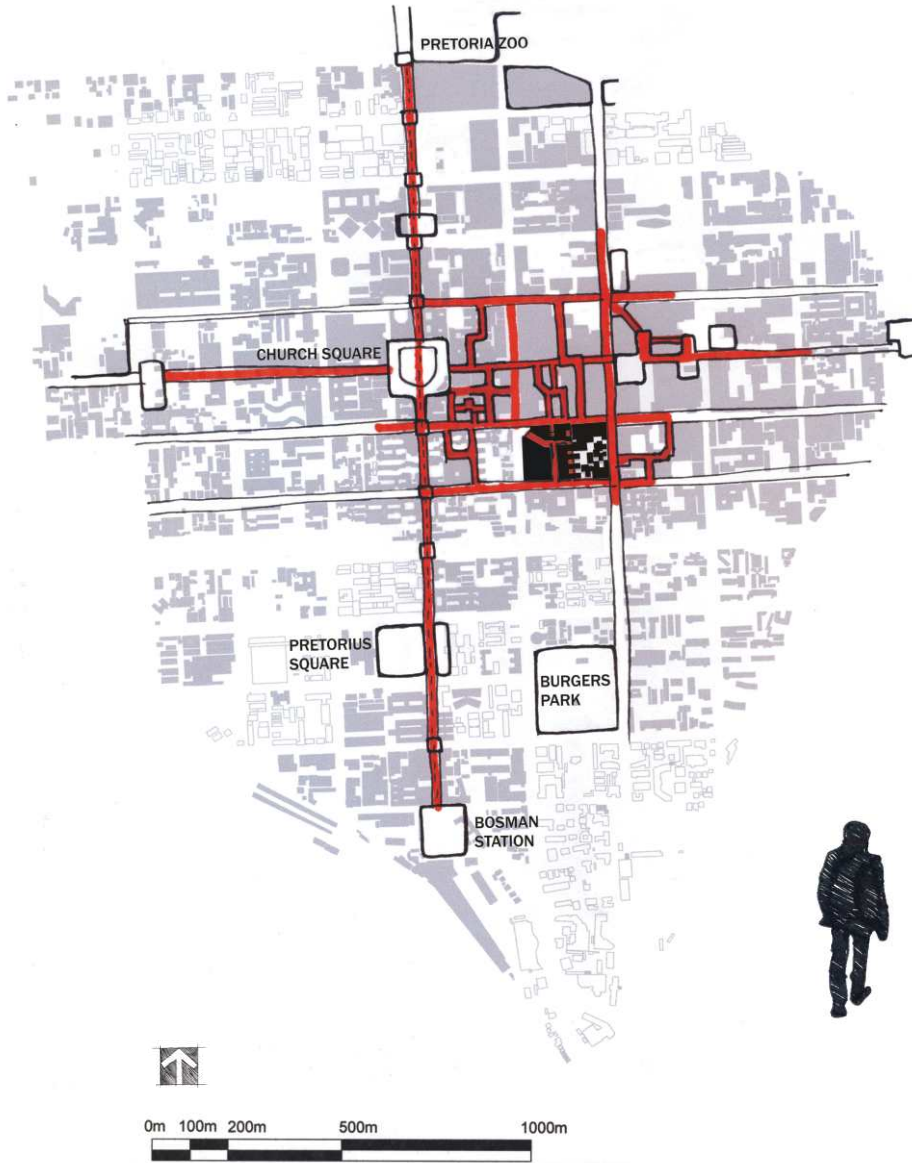 PRETORIA ZOO
CHURCH SQUARE
PRETORIUS
SQUARE
BURGERS
PARK
BOSMAN
STATION
0m 100m 200m 500m 1000m